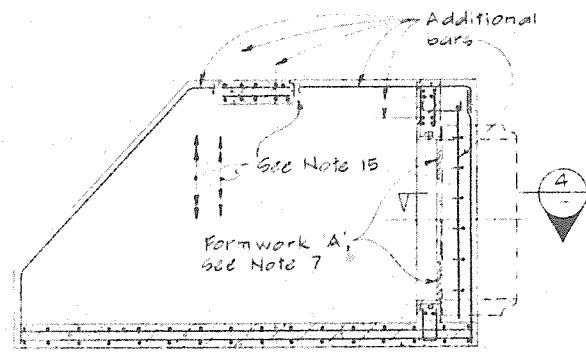 Additional
bars
See Note 15
4
Formwork 'A',
See Note 7